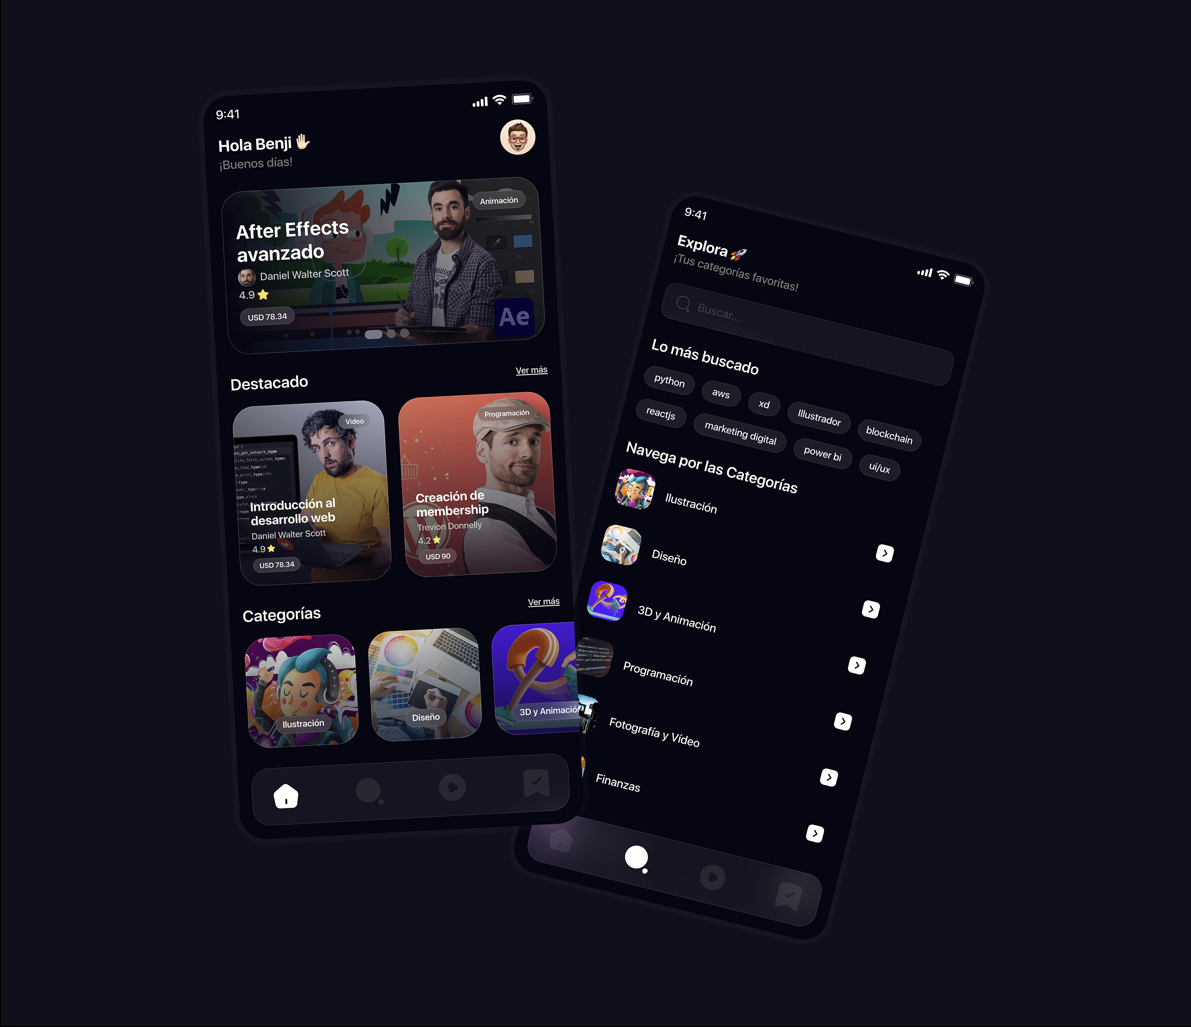 9:41
Hola Benji 🖐🏻
¡Buenos días!
Animación
After Effects
avanzado
Daniel Walter Scott
4.9 ⭐
USD 78.34
Ae
Destacado
Ver más
Video
Introducción al
desarrollo web
Daniel Walter Scott
4.9 ⭐
USD 78.34
Programación
Creación de
membership
Trevion Donnelly
4.2 ⭐
USD 90
Categorías
Ver más
Ilustración
Diseño
3D y Animació
9:41
Explora 🚀
¡Tus categorías favoritas!
Buscar...
Lo más buscado
python
aws
xd
Illustrador
blockchain
reactjs
marketing digital
power bi
ui/ux
Navega por las Categorías
Ilustración
Diseño
3D y Animación
Programación
Fotografía y Vídeo
Finanzas